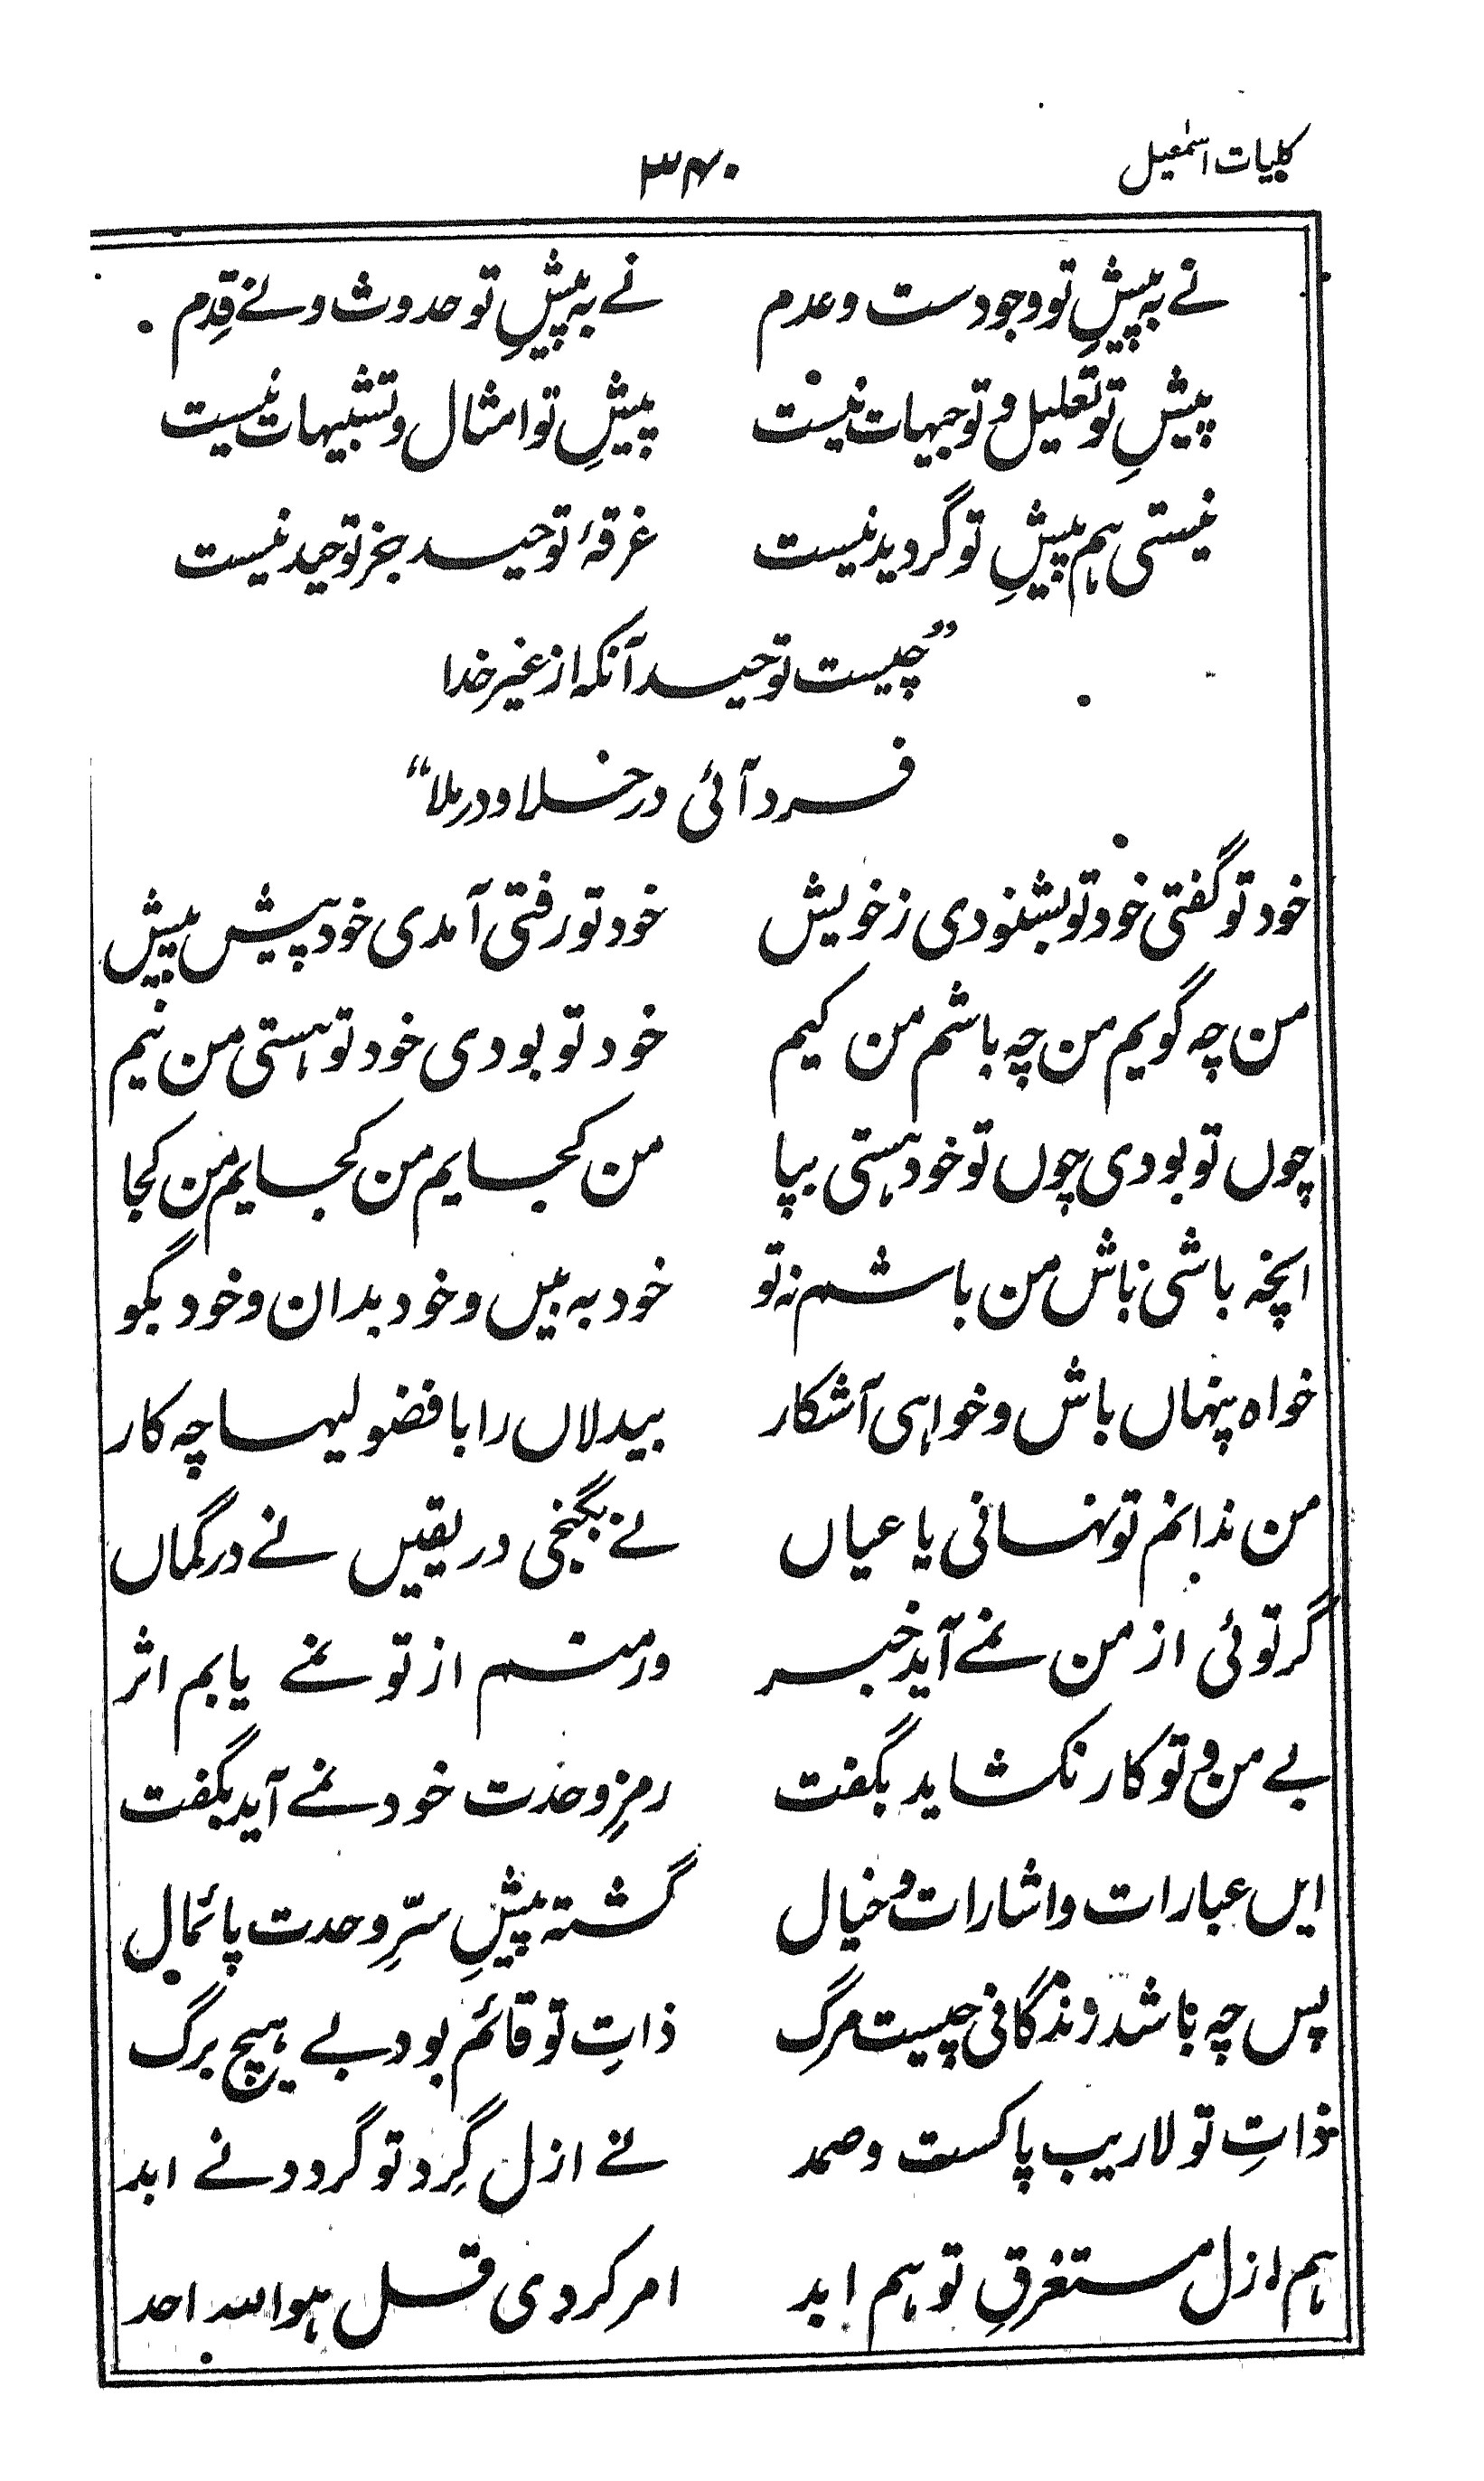 کلیات اسمٰعیل
۳۴۰
نے بہ پیشِ تو وجودست و عدم نے بہ پیشِ تو حدوث و نے قِدم
پیشِ تو تعلیل و توجیہات نیست پیشِ تو امثال و تشبیہات نیست
نیستی ہم پیشِ تو گردید نیست غرقۂ توحید جز توحید نیست
”چیست توحید آنکہ از غیر خدا
فرد آئی در خلا و در ملا“
خود تو گفتی خود تو بشنودی ز خویش خود تو رفتی آمدی خود پیش بیش
من چہ گویم من چہ باشم من کیم خود تو بودی خود تو ہستی من نیم
چوں تو بودی چوں تو خود ہستی بپا من کجایم من کجایم من کجا
انچہ باشی باش من باشم نہ تو خود بہ بیں و خود بداں و خود بگو
خواہ پنہاں باش و خواہی آشکار بیدلاں را با فضولیہا چہ کار
من ندانم تو نہانی یا عیاں نے بگنجی در یقیں نے در گماں
گر توئی از من نمے آید خبر ورمنم از تو نمے یابم اثر
بے من و تو کار نکشاید بگفت رمزِ وحدت خود نمے آید بگفت
ایں عبارات و اشارات و خیال گشتہ پیشِ سرِّ وحدت پائمال
پس چہ باشد زندگانی چیست مرگ ذاتِ تو قائم بود بے ہیچ برگ
ذاتِ تو لاریب پاکست و صمد نے ازل گِرد تو گردد نے ابد
ہم ازل مستغرقِ تو ہم ابد امر کردی قل ہو اللہ احد